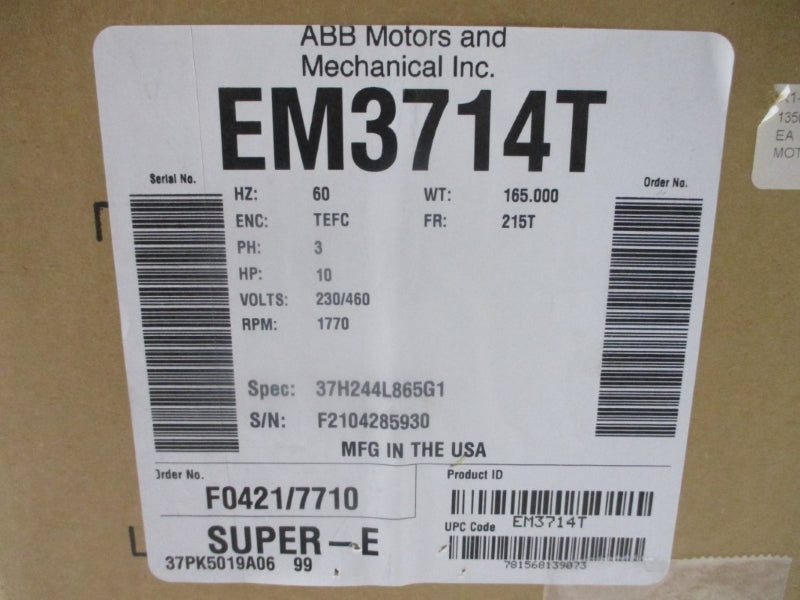 ABB Motors and
Mechanical Inc.
EM3714T
Serial No.
Order No.
HZ: 60 WT: 165.000
ENC: TEFC FR: 215T
PH: 3
HP: 10
VOLTS: 230/460
RPM: 1770
Spec: 37H244L865G1
S/N: F2104285930
MFG IN THE USA
Order No.
F0421/7710
Product ID
EM3714T
SUPER-E
UPC Code
37PK5019A06 99
781568139073
EA
MOT